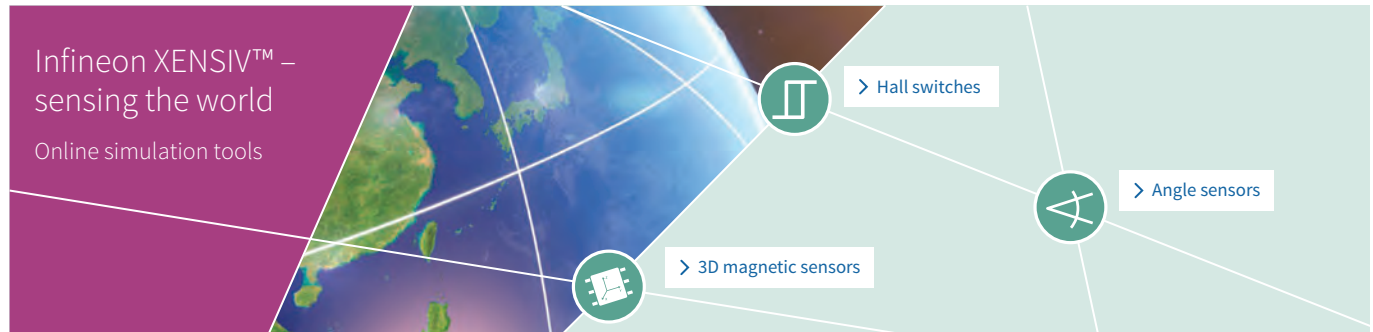 Infineon XENSIV™ –
sensing the world
Online simulation tools
Hall switches
Angle sensors
3D magnetic sensors